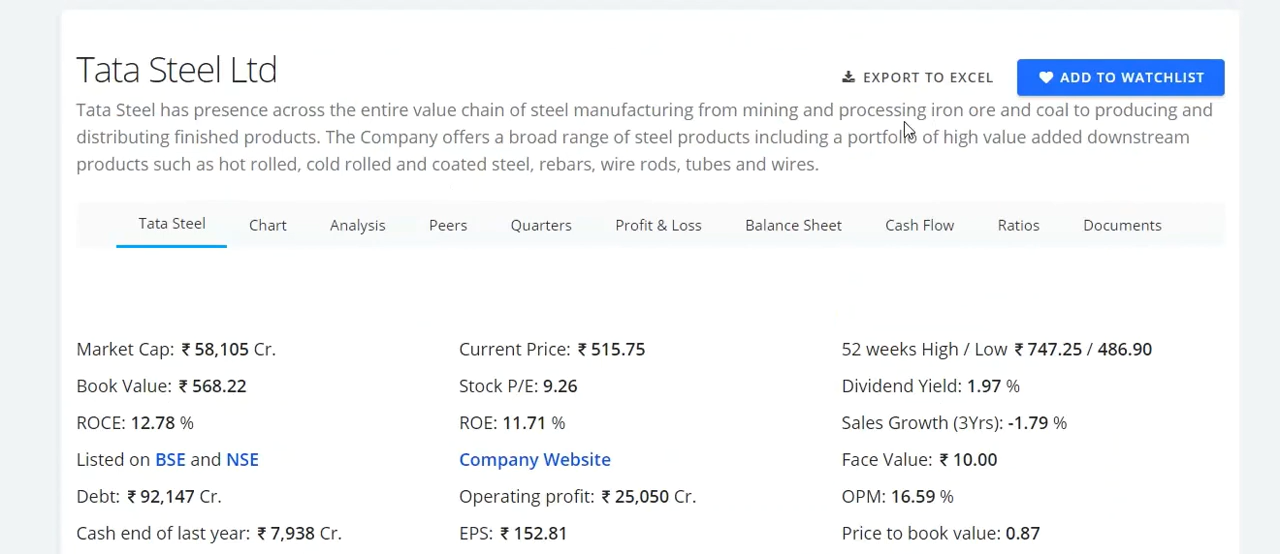 Tata Steel Ltd
EXPORT TO EXCEL
ADD TO WATCHLIST
Tata Steel has presence across the entire value chain of steel manufacturing from mining and processing iron ore and coal to producing and
distributing finished products. The Company offers a broad range of steel products including a portfolio of high value added downstream
products such as hot rolled, cold rolled and coated steel, rebars, wire rods, tubes and wires.
Tata Steel Chart Analysis Peers Quarters Profit & Loss Balance Sheet Cash Flow Ratios Documents
Market Cap: ₹ 58,105 Cr. Current Price: ₹ 515.75 52 weeks High / Low ₹ 747.25 / 486.90
Book Value: ₹ 568.22 Stock P/E: 9.26 Dividend Yield: 1.97 %
ROCE: 12.78 % ROE: 11.71 % Sales Growth (3Yrs): -1.79 %
Listed on BSE and NSE Company Website Face Value: ₹ 10.00
Debt: ₹ 92,147 Cr. Operating profit: ₹ 25,050 Cr. OPM: 16.59 %
Cash end of last year: ₹ 7,938 Cr. EPS: ₹ 152.81 Price to book value: 0.87